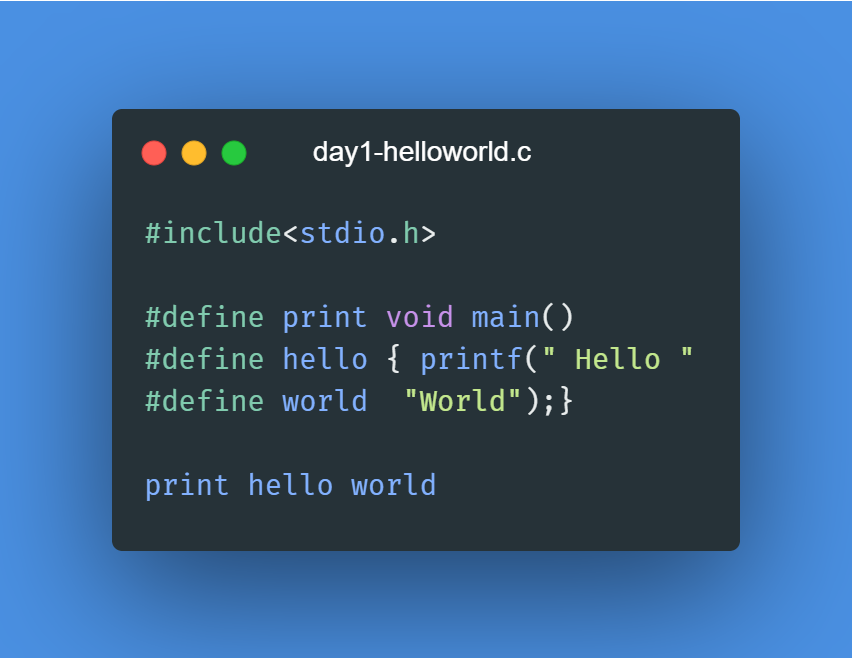 day1-helloworld.c
#include<stdio.h>
#define print void main()
#define hello { printf(" Hello "
#define world  "World");}
print hello world